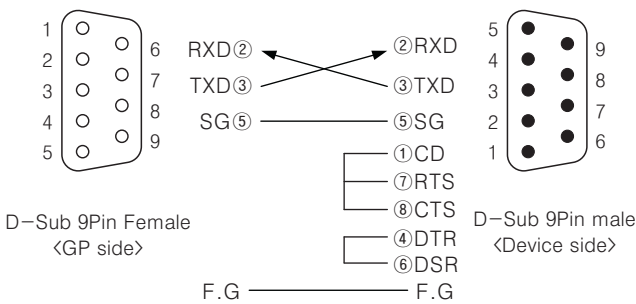 1
2
3
4
5
6
7
8
9
RXD②
TXD③
SG⑤
②RXD
③TXD
⑤SG
①CD
⑦RTS
⑧CTS
④DTR
⑥DSR
F.G
F.G
5
4
3
2
1
9
8
7
6
D-Sub 9Pin Female
<GP side>
D-Sub 9Pin male
<Device side>